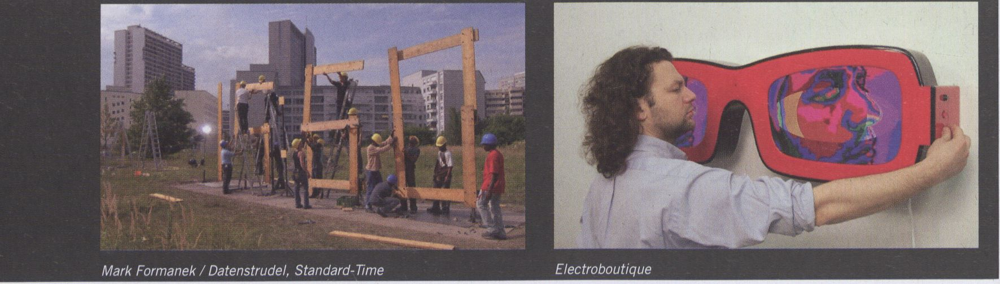 Mark Formanek / Datenstrudel, Standard-Time
Electroboutique